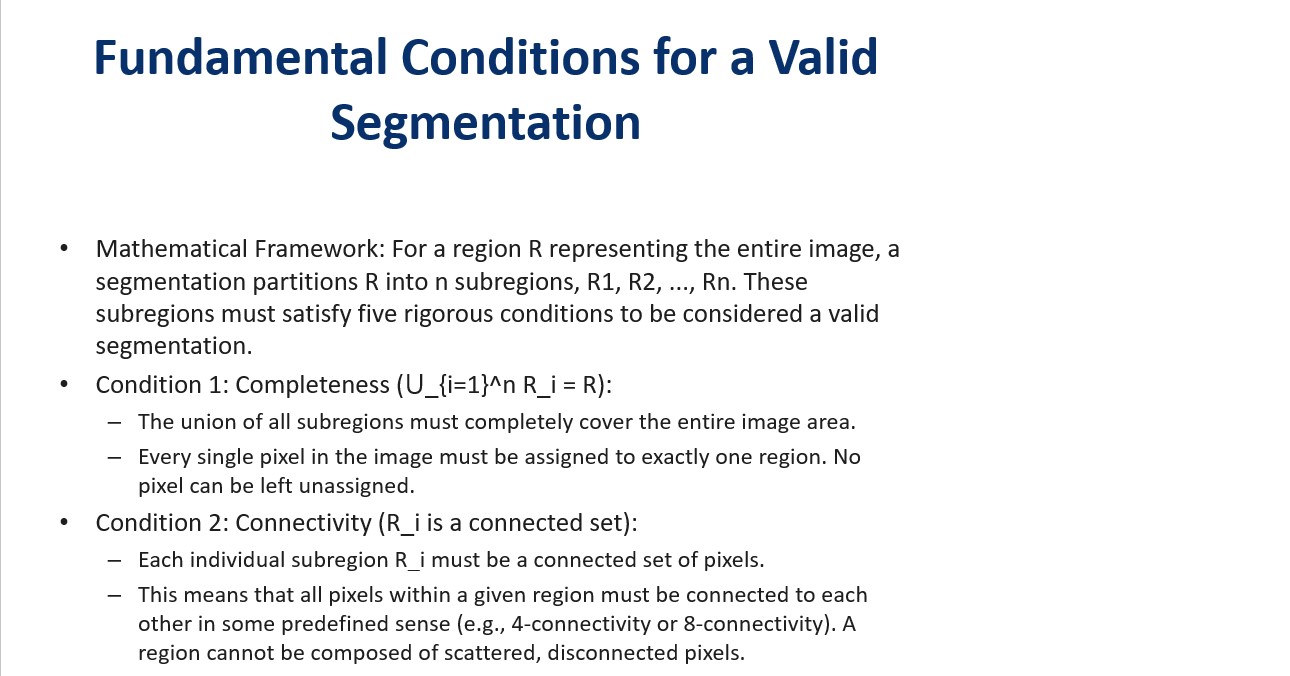 Fundamental Conditions for a Valid
Segmentation
• Mathematical Framework: For a region R representing the entire image, a
segmentation partitions R into n subregions, R1, R2, ..., Rn. These
subregions must satisfy five rigorous conditions to be considered a valid
segmentation.
• Condition 1: Completeness (⋃_{i=1}^n R_i = R):
– The union of all subregions must completely cover the entire image area.
– Every single pixel in the image must be assigned to exactly one region. No
pixel can be left unassigned.
• Condition 2: Connectivity (R_i is a connected set):
– Each individual subregion R_i must be a connected set of pixels.
– This means that all pixels within a given region must be connected to each
other in some predefined sense (e.g., 4-connectivity or 8-connectivity). A
region cannot be composed of scattered, disconnected pixels.